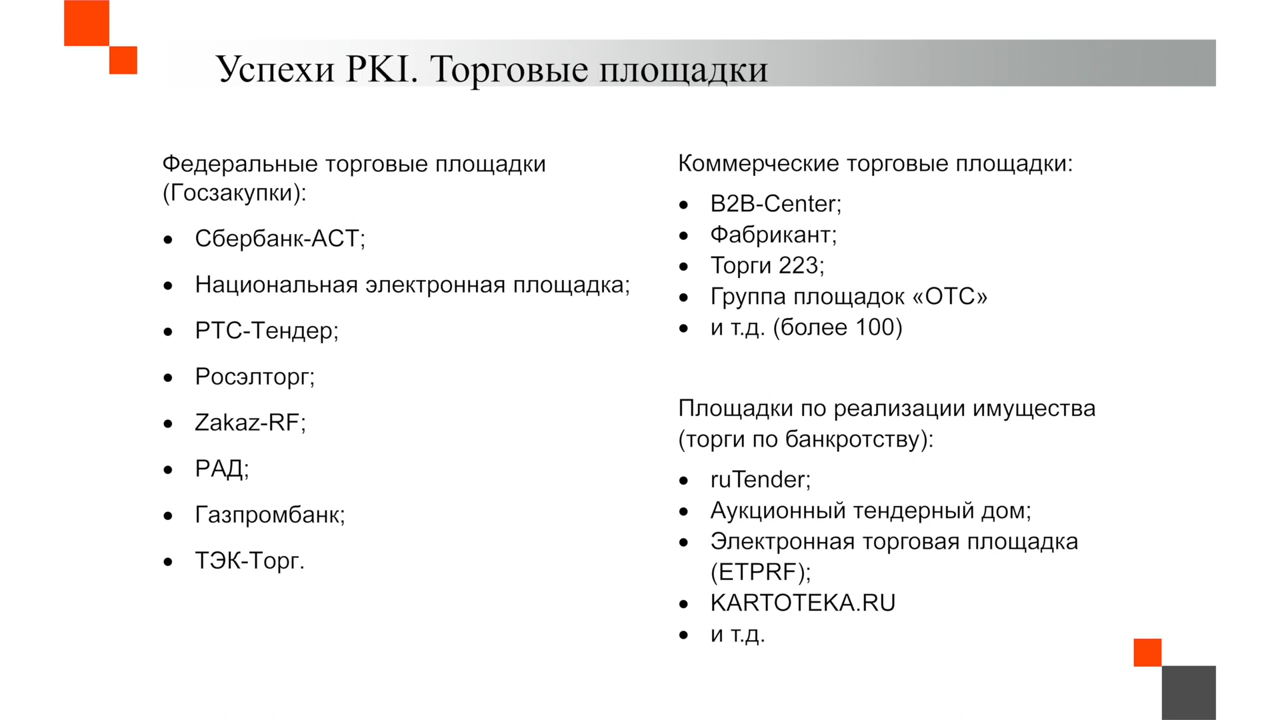 Успехи PKI. Торговые площадки
Федеральные торговые площадки
(Госзакупки):
• Сбербанк-АСТ;
• Национальная электронная площадка;
• РТС-Тендер;
• Росэлторг;
• Zakaz-RF;
• РАД;
• Газпромбанк;
• ТЭК-Торг.
Коммерческие торговые площадки:
• B2B-Center;
• Фабрикант;
• Торги 223;
• Группа площадок «ОТС»
• и т.д. (более 100)
Площадки по реализации имущества
(торги по банкротству):
• ruTender;
• Аукционный тендерный дом;
• Электронная торговая площадка
(ETPRF);
• KARTOTEKA.RU
• и т.д.